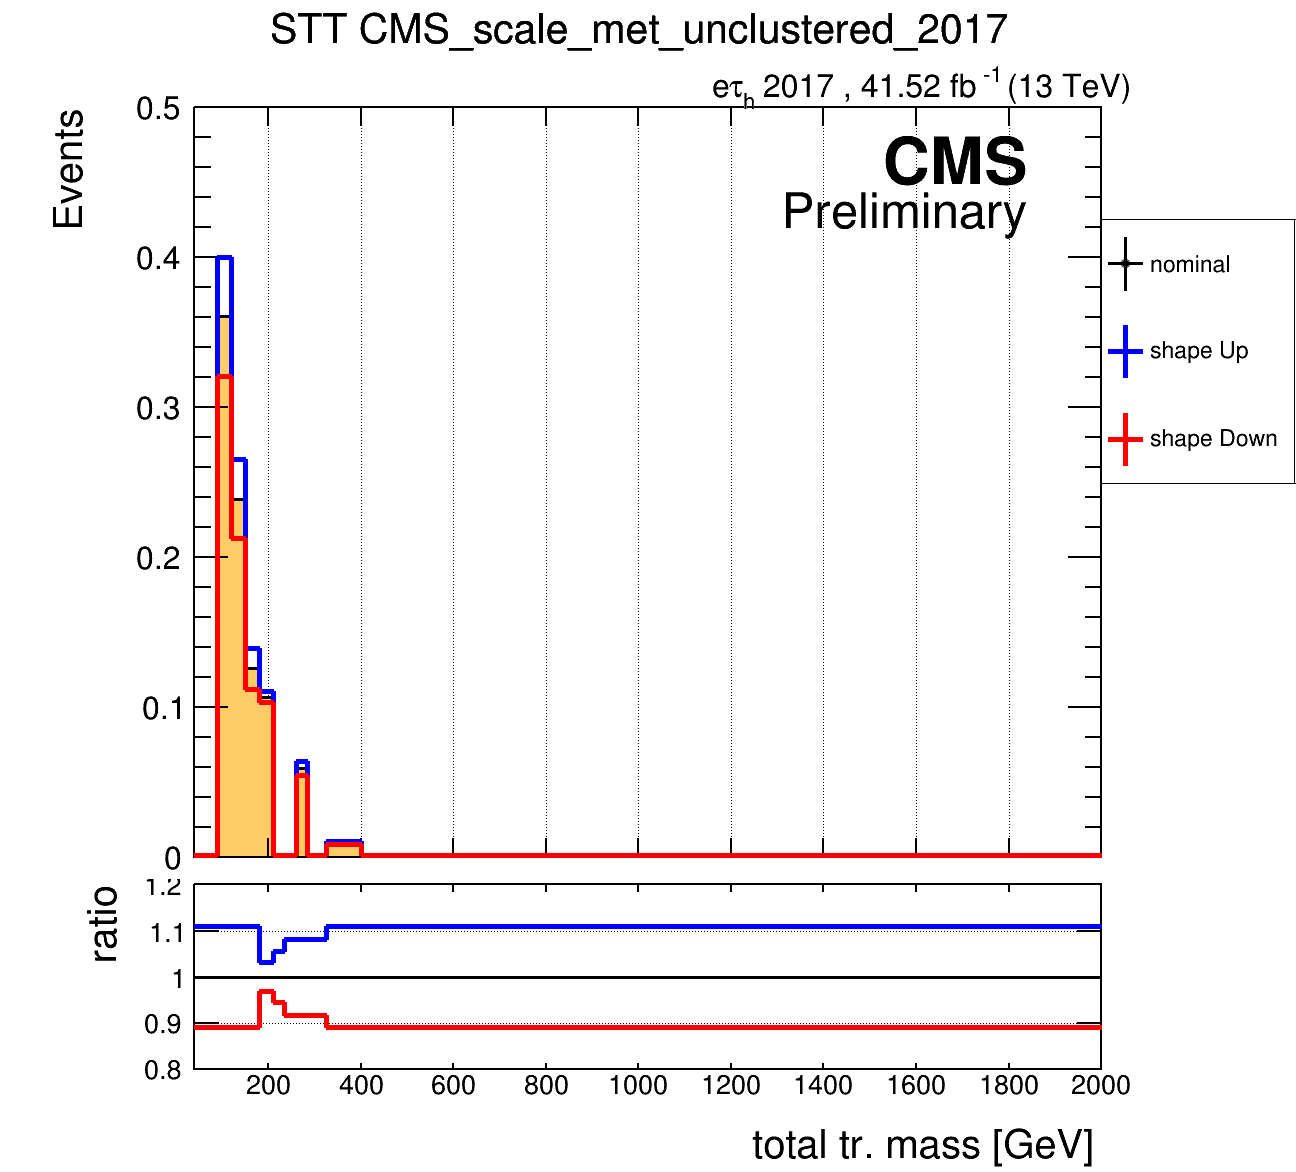 STT CMS_scale_met_unclustered_2017
eτh 2017 , 41.52 fb -1 (13 TeV)
Events
0.5
0.4
0.3
0.2
0.1
0
CMS
Preliminary
nominal
shape Up
shape Down
ratio
1.2
1.1
1
0.9
0.8
200 400 600 800 1000 1200 1400 1600 1800 2000
total tr. mass [GeV]